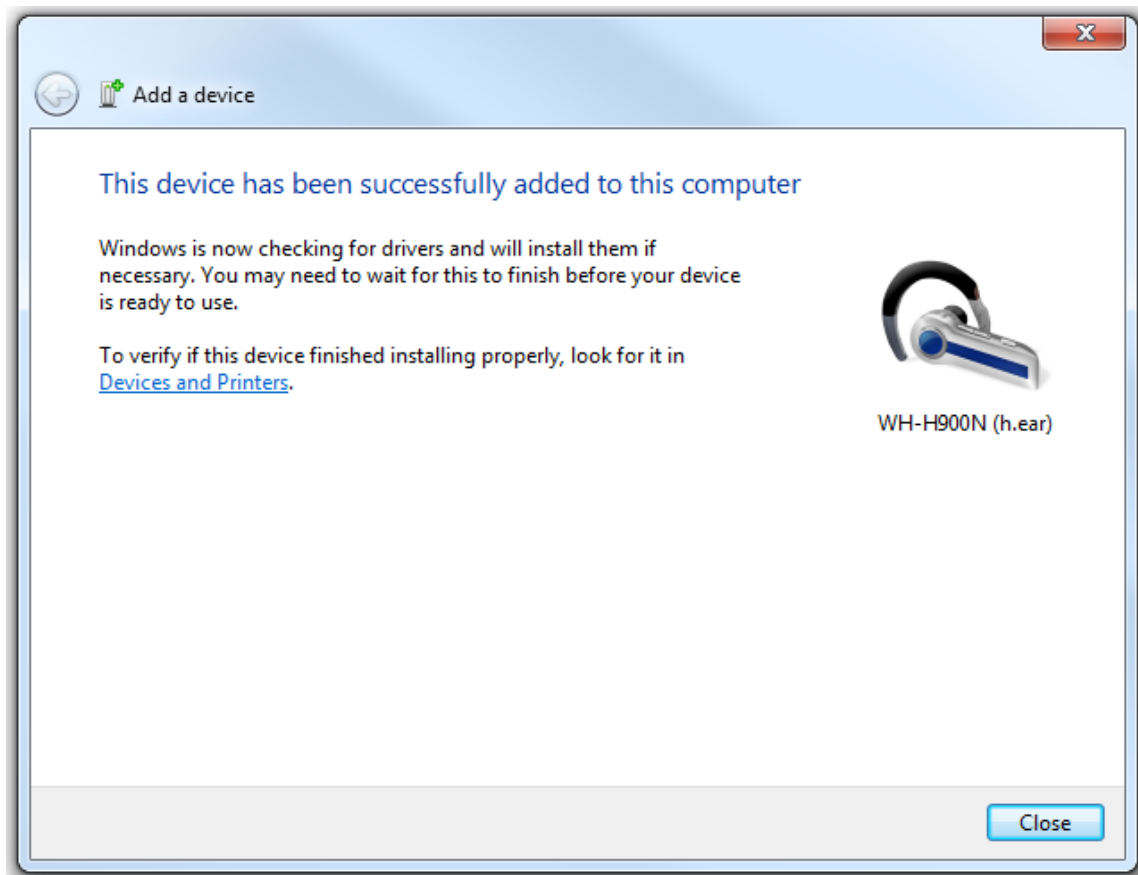 Add a device
This device has been successfully added to this computer
Windows is now checking for drivers and will install them if
necessary. You may need to wait for this to finish before your device
is ready to use.
To verify if this device finished installing properly, look for it in
Devices and Printers.
WH-H900N (h.ear)
Close